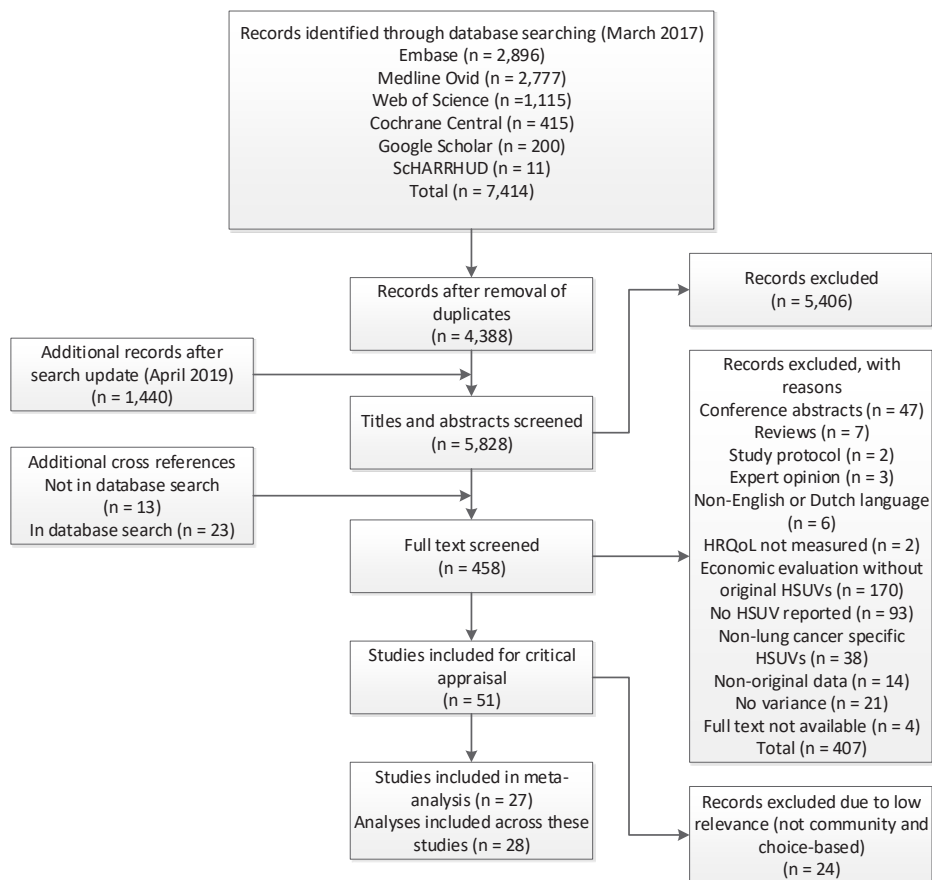 Records identified through database searching (March 2017)
Embase (n = 2,896)
Medline Ovid (n = 2,777)
Web of Science (n =1,115)
Cochrane Central (n = 415)
Google Scholar (n = 200)
ScHARRHUD (n = 11)
Total (n = 7,414)
Records after removal of
duplicates
(n = 4,388)
Records excluded
(n = 5,406)
Additional records after
search update (April 2019)
(n = 1,440)
Titles and abstracts screened
(n = 5,828)
Additional cross references
Not in database search
(n = 13)
In database search (n = 23)
Full text screened
(n = 458)
Records excluded, with
reasons
Conference abstracts (n = 47)
Reviews (n = 7)
Study protocol (n = 2)
Expert opinion (n = 3)
Non-English or Dutch language
(n = 6)
HRQoL not measured (n = 2)
Economic evaluation without
original HSUVs (n = 170)
No HSUV reported (n = 93)
Non-lung cancer specific
HSUVs (n = 38)
Non-original data (n = 14)
No variance (n = 21)
Full text not available (n = 4)
Total (n = 407)
Studies included for critical
appraisal
(n = 51)
Studies included in meta-
analysis (n = 27)
Analyses included across these
studies (n = 28)
Records excluded due to low
relevance (not community and
choice-based)
(n = 24)